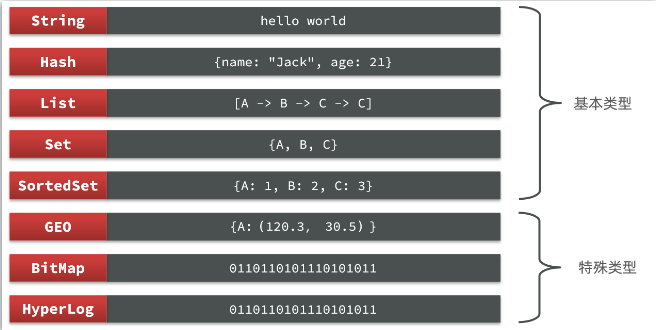 String hello world
Hash {name: "Jack", age: 21}
List [A -> B -> C -> C]
基本类型
Set {A, B, C}
SortedSet {A: 1, B: 2, C: 3}
GEO {A: (120.3, 30.5) }
BitMap 0110110101110101011
特殊类型
HyperLog 0110110101110101011